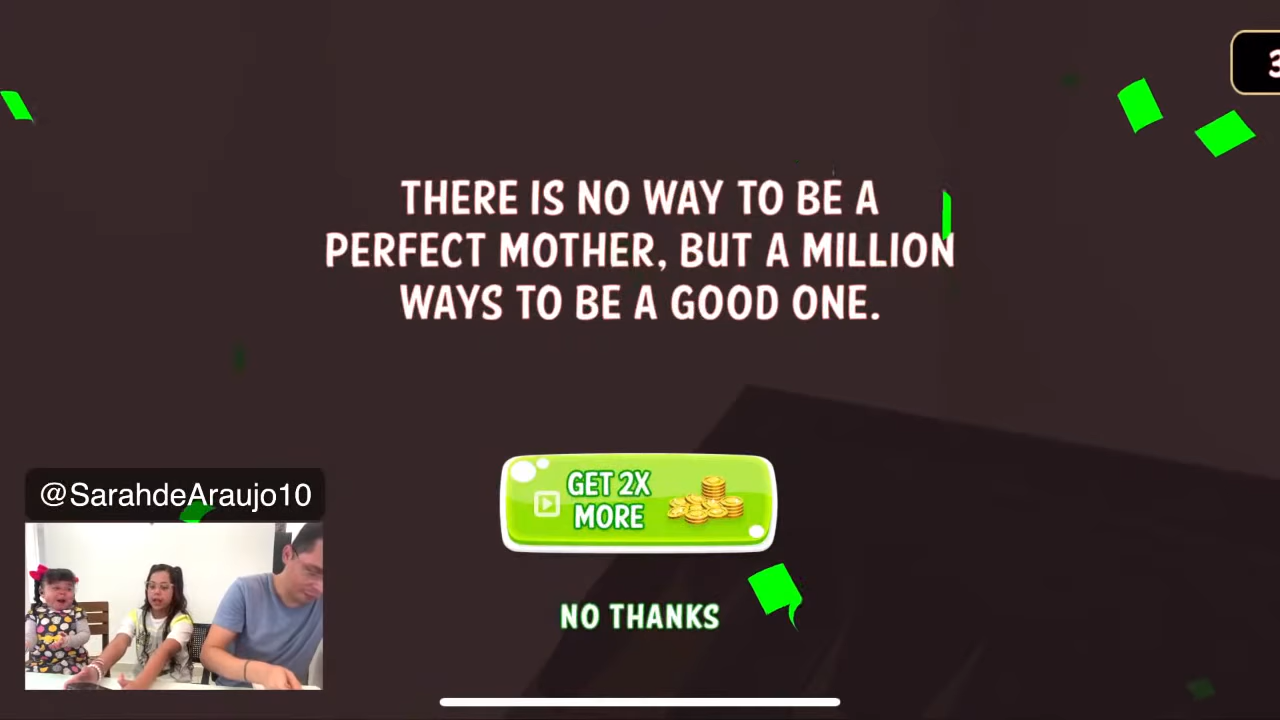 3
THERE IS NO WAY TO BE A
PERFECT MOTHER, BUT A MILLION
WAYS TO BE A GOOD ONE.
@SarahdeAraujo10
GET 2X
MORE
NO THANKS